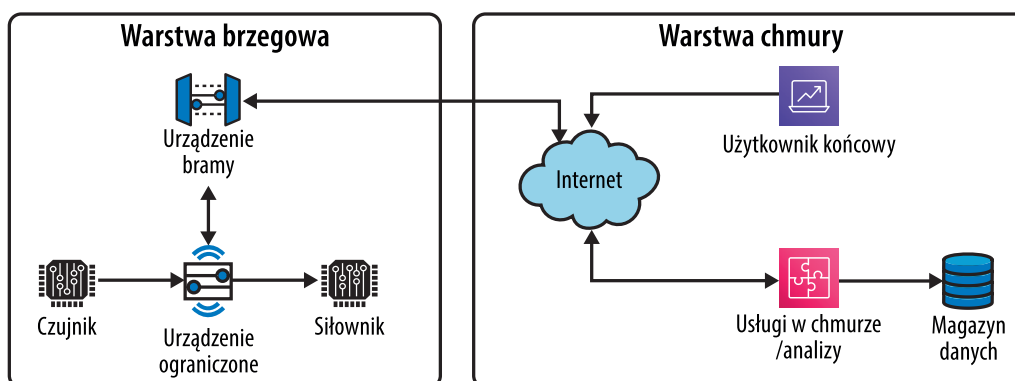 Warstwa brzegowa
Urządzenie
bramy
Czujnik
Urządzenie
ograniczone
Siłownik
Warstwa chmury
Internet
Użytkownik końcowy
Usługi w chmurze
/analizy
Magazyn
danych